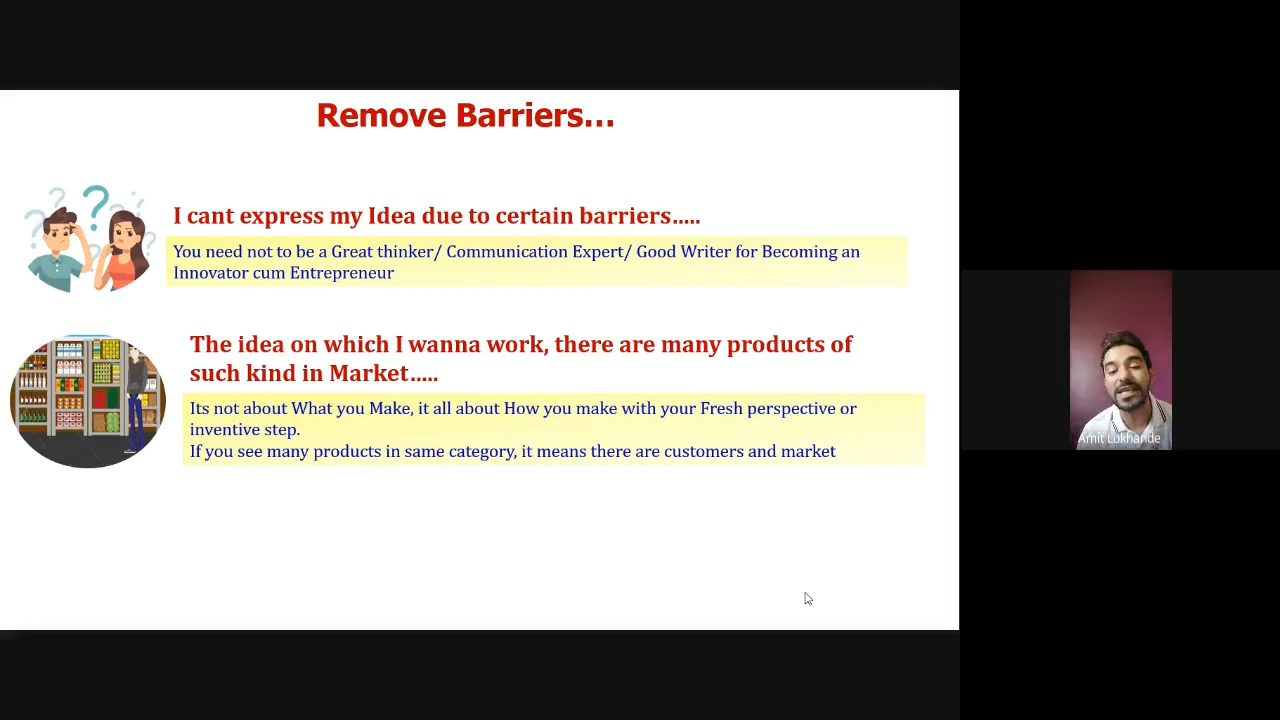 Remove Barriers...
I cant express my Idea due to certain barriers.....
You need not to be a Great thinker/ Communication Expert/ Good Writer for Becoming an
Innovator cum Entrepreneur
The idea on which I wanna work, there are many products of
such kind in Market.....
Its not about What you Make, it all about How you make with your Fresh perspective or
inventive step.
If you see many products in same category, it means there are customers and market
Amit Lokhande